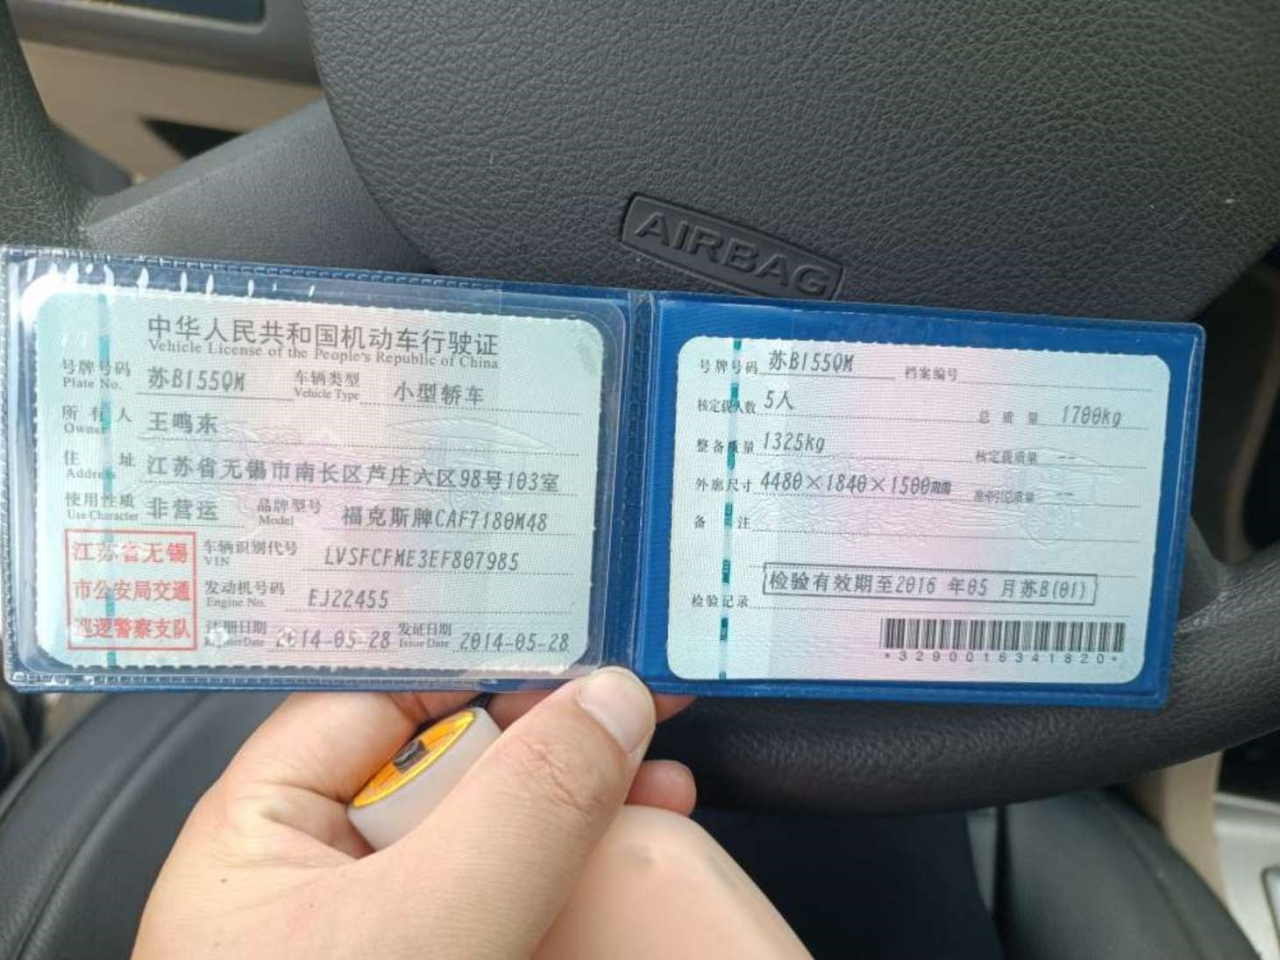 AIRBAG
中华人民共和国机动车行驶证
Vehicle License of the People's Republic of China
号牌号码 苏B155QM 车辆类型 小型轿车
Plate No. Vehicle Type
所有人 王鸣东
Owner
住址 江苏省无锡市南长区芦庄六区98号103室
Address
使用性质 非营运 品牌型号 福克斯牌CAF7180M48
Use Character Model
江苏省无锡
市公安局交通
巡逻警察支队
车辆识别代号 LVSFCFME3EF807985
VIN
发动机号码 EJ22455
Engine No.
注册日期 2014-05-28 发证日期 2014-05-28
Register Date Issue Date
号牌号码 苏B155QM 档案编号
核定载人数 5人 总质量 1700kg
整备质量 1325kg 核定载质量 --
外廓尺寸 4480×1840×1500 准牵引总质量 --
备注
检验有效期至2016 年05 月苏B(01)
检验记录
*3290016341820*